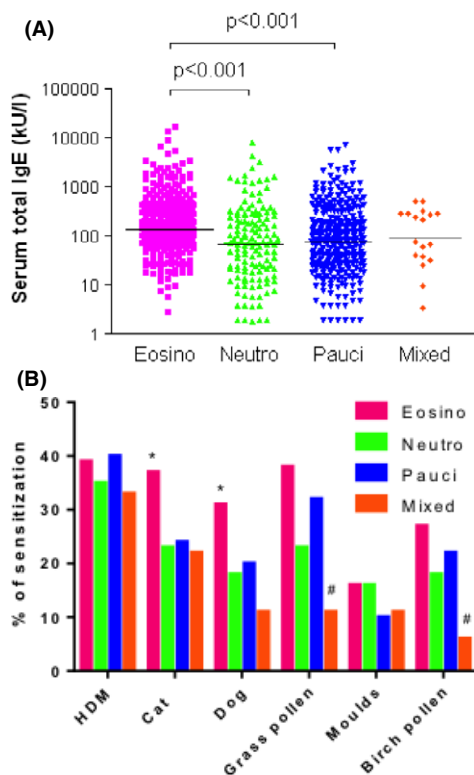 (A)
p<0.001
p<0.001
Serum total IgE (kU/l)
100000
10000
1000
100
10
1
Eosino Neutro Pauci Mixed
(B)
% of sensitization
50
40
30
20
10
0
Eosino
Neutro
Pauci
Mixed
*
*
#
#
HDM
Cat
Dog
Grass pollen
Moulds
Birch pollen